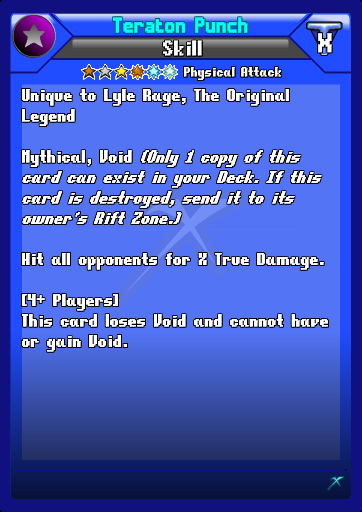 Teraton Punch
Skill
X
Physical Attack
Unique to Lyle Rage, The Original
Legend
Mythical, Void (Only 1 copy of this
card can exist in your Deck. If this
card is destroyed, send it to its
owner's Rift Zone.)
Hit all opponents for X True Damage.
[4+ Players]
This card loses Void and cannot have
or gain Void.